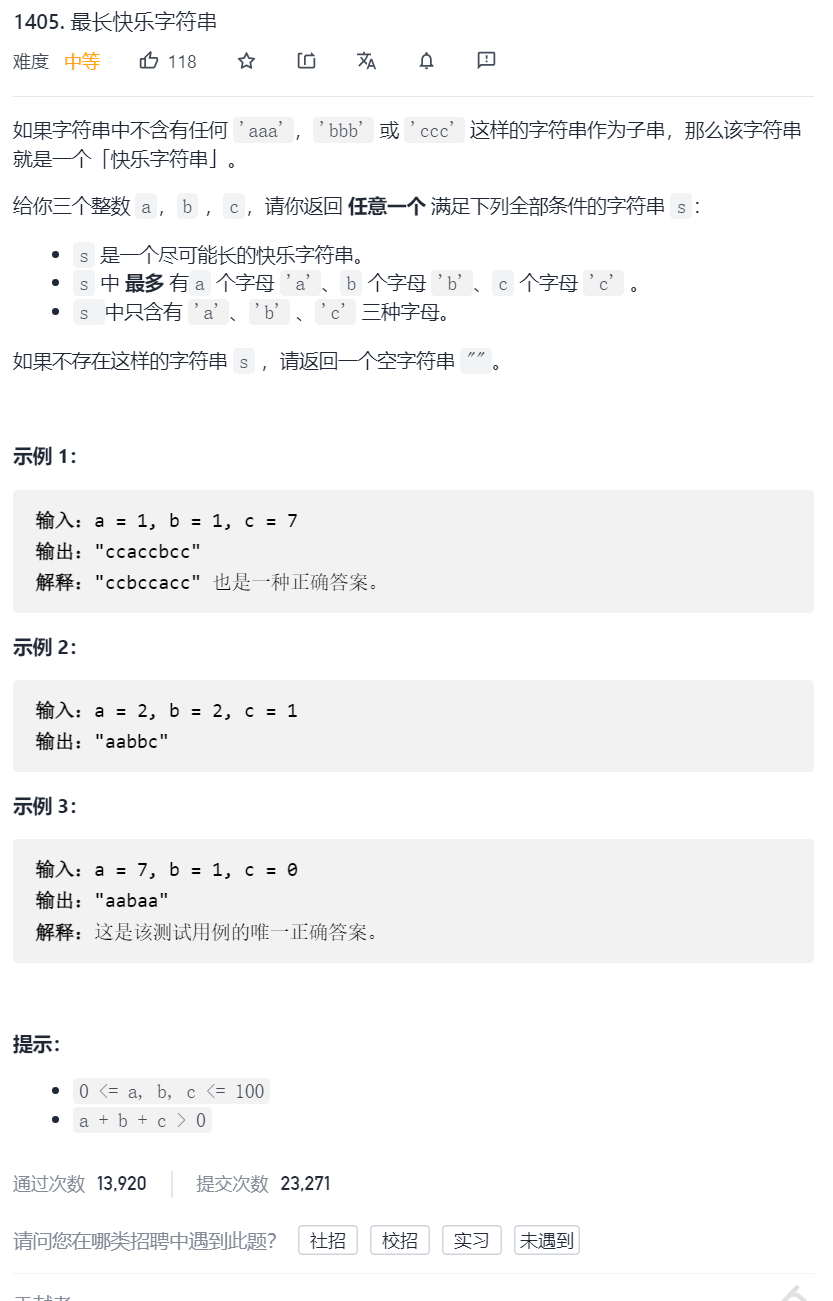 1405. 最长快乐字符串
难度 中等 118
如果字符串中不含有任何 'aaa'，'bbb' 或 'ccc' 这样的字符串作为子串，那么该字符串
就是一个「快乐字符串」。
给你三个整数 a，b ，c，请你返回 任意一个 满足下列全部条件的字符串 s：
s 是一个尽可能长的快乐字符串。
s 中 最多 有a 个字母 'a'、b 个字母 'b'、c 个字母 'c' 。
s 中只含有 'a'、'b' 、'c' 三种字母。
如果不存在这样的字符串 s ，请返回一个空字符串 ""。
示例 1：
输入：a = 1, b = 1, c = 7
输出："ccaccbcc"
解释："ccbccacc" 也是一种正确答案。
示例 2：
输入：a = 2, b = 2, c = 1
输出："aabbc"
示例 3：
输入：a = 7, b = 1, c = 0
输出："aabaa"
解释：这是该测试用例的唯一正确答案。
提示：
0 <= a, b, c <= 100
a + b + c > 0
通过次数 13,920 提交次数 23,271
请问您在哪类招聘中遇到此题？ 社招 校招 实习 未遇到